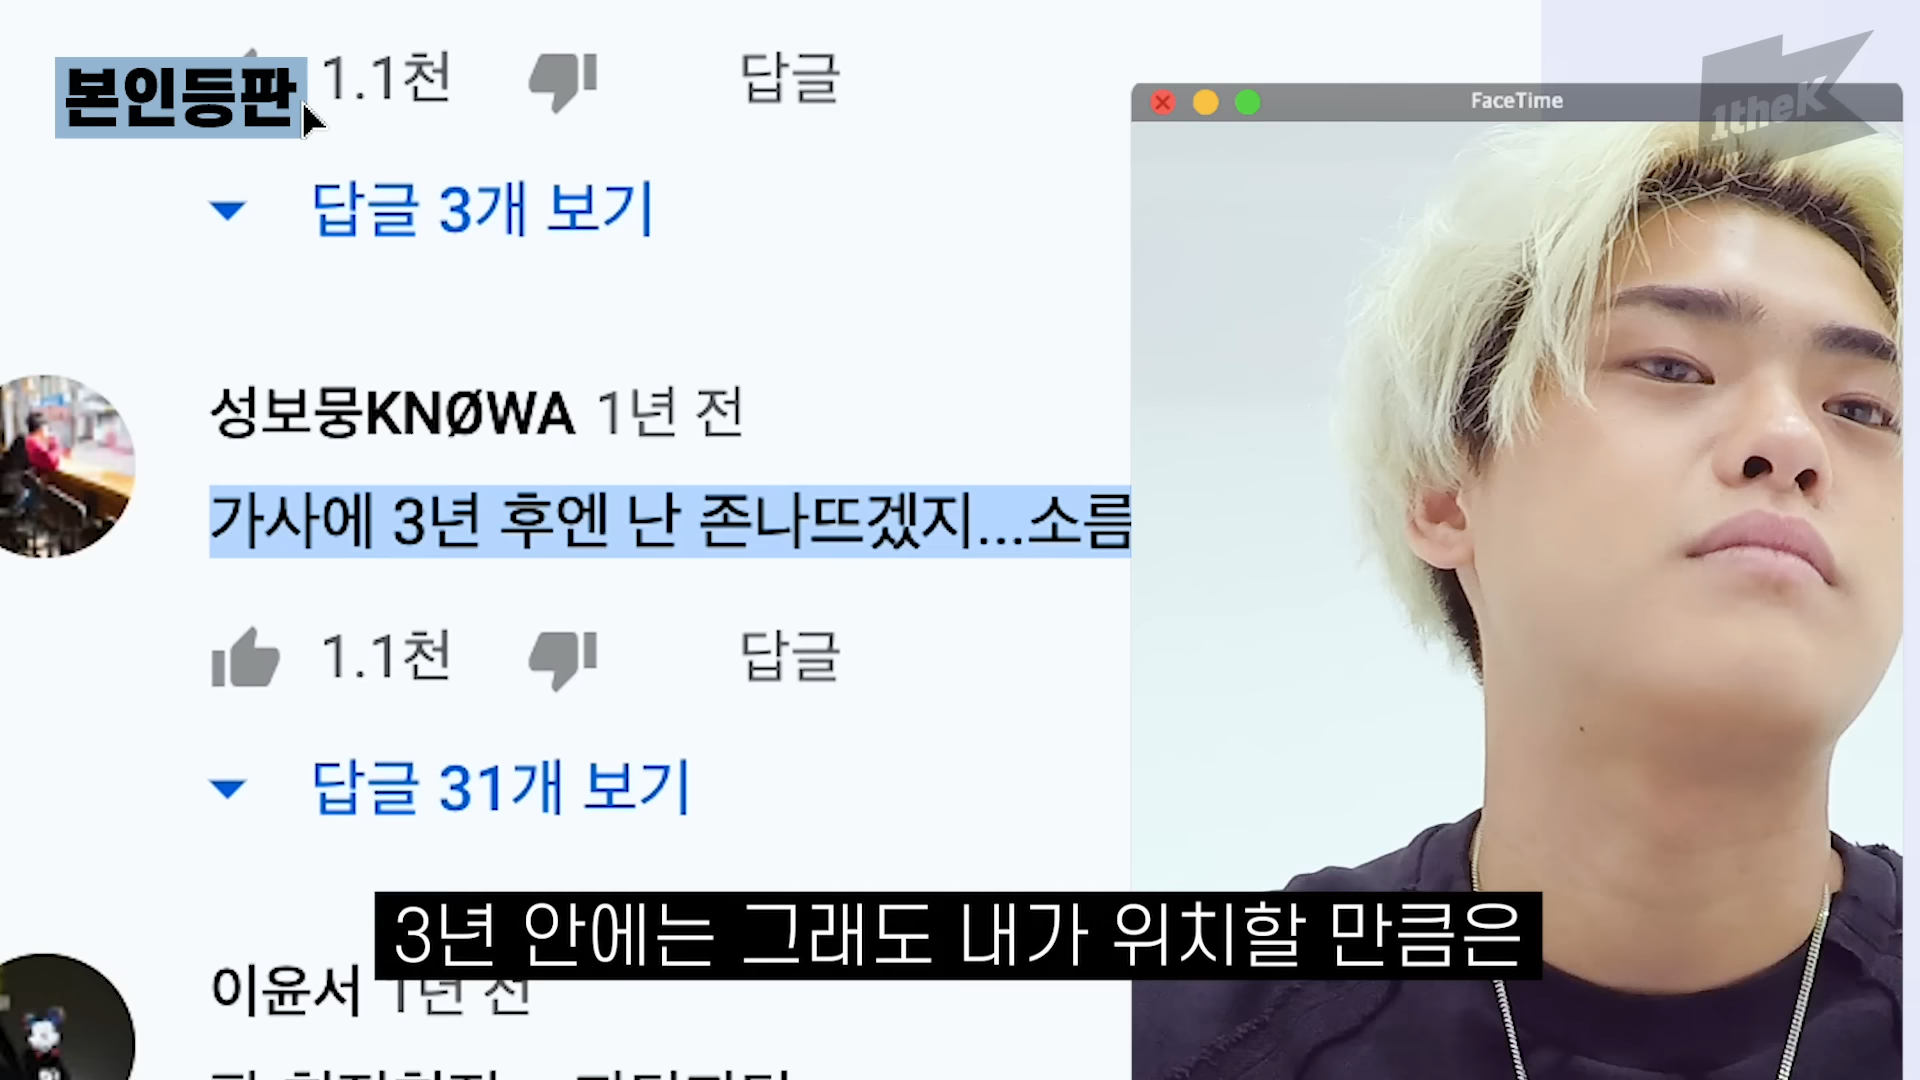 본인등판
1.1천 답글
1theK
FaceTime
답글 3개 보기
성보뭉KNØWA 1년 전
가사에 3년 후엔 난 존나뜨겠지...소름
1.1천 답글
답글 31개 보기
3년 안에는 그래도 내가 위치할 만큼은
이윤서 1년 전